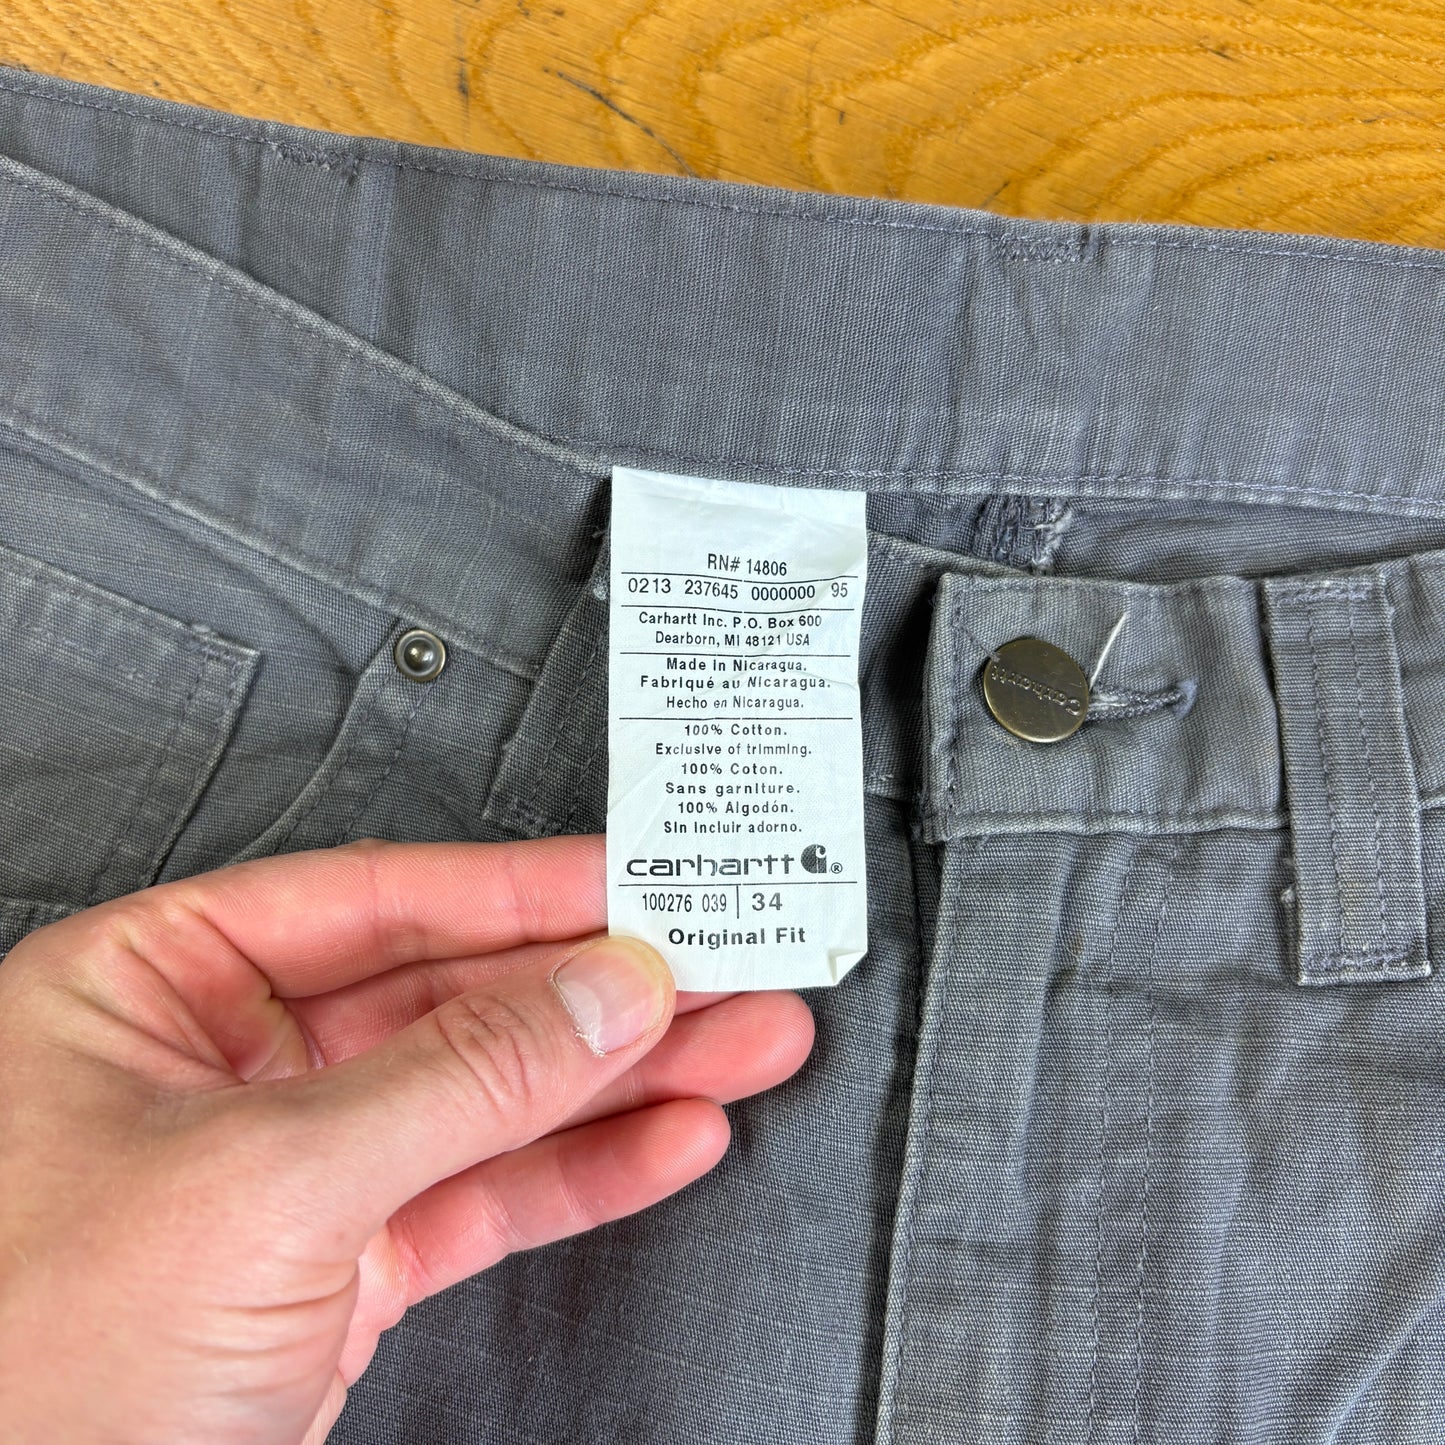 RN# 14806
0213 237645 0000000 95
Carhartt Inc. P.O. Box 600
Dearborn, MI 48121 USA
Made in Nicaragua.
Fabriqué au Nicaragua.
Hecho en Nicaragua.
100% Cotton.
Exclusive of trimming.
100% Coton.
Sans garniture.
100% Algodón.
Sin incluir adorno.
carhartt ®
100276 039 | 34
Original Fit
Carhartt